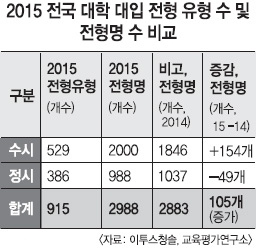 2015 전국 대학 대입 전형 유형 수 및
전형명 수 비교
구분 2015 전형유형 (개수) 2015 전형명 (개수) 비고, 전형명 (개수, 2014) 증감, 전형명 (개수, 15-14)
수시 529 2000 1846 +154개
정시 386 988 1037 -49개
합계 915 2988 2883 105개 (증가)
〈자료: 이투스청솔, 교육평가연구소〉